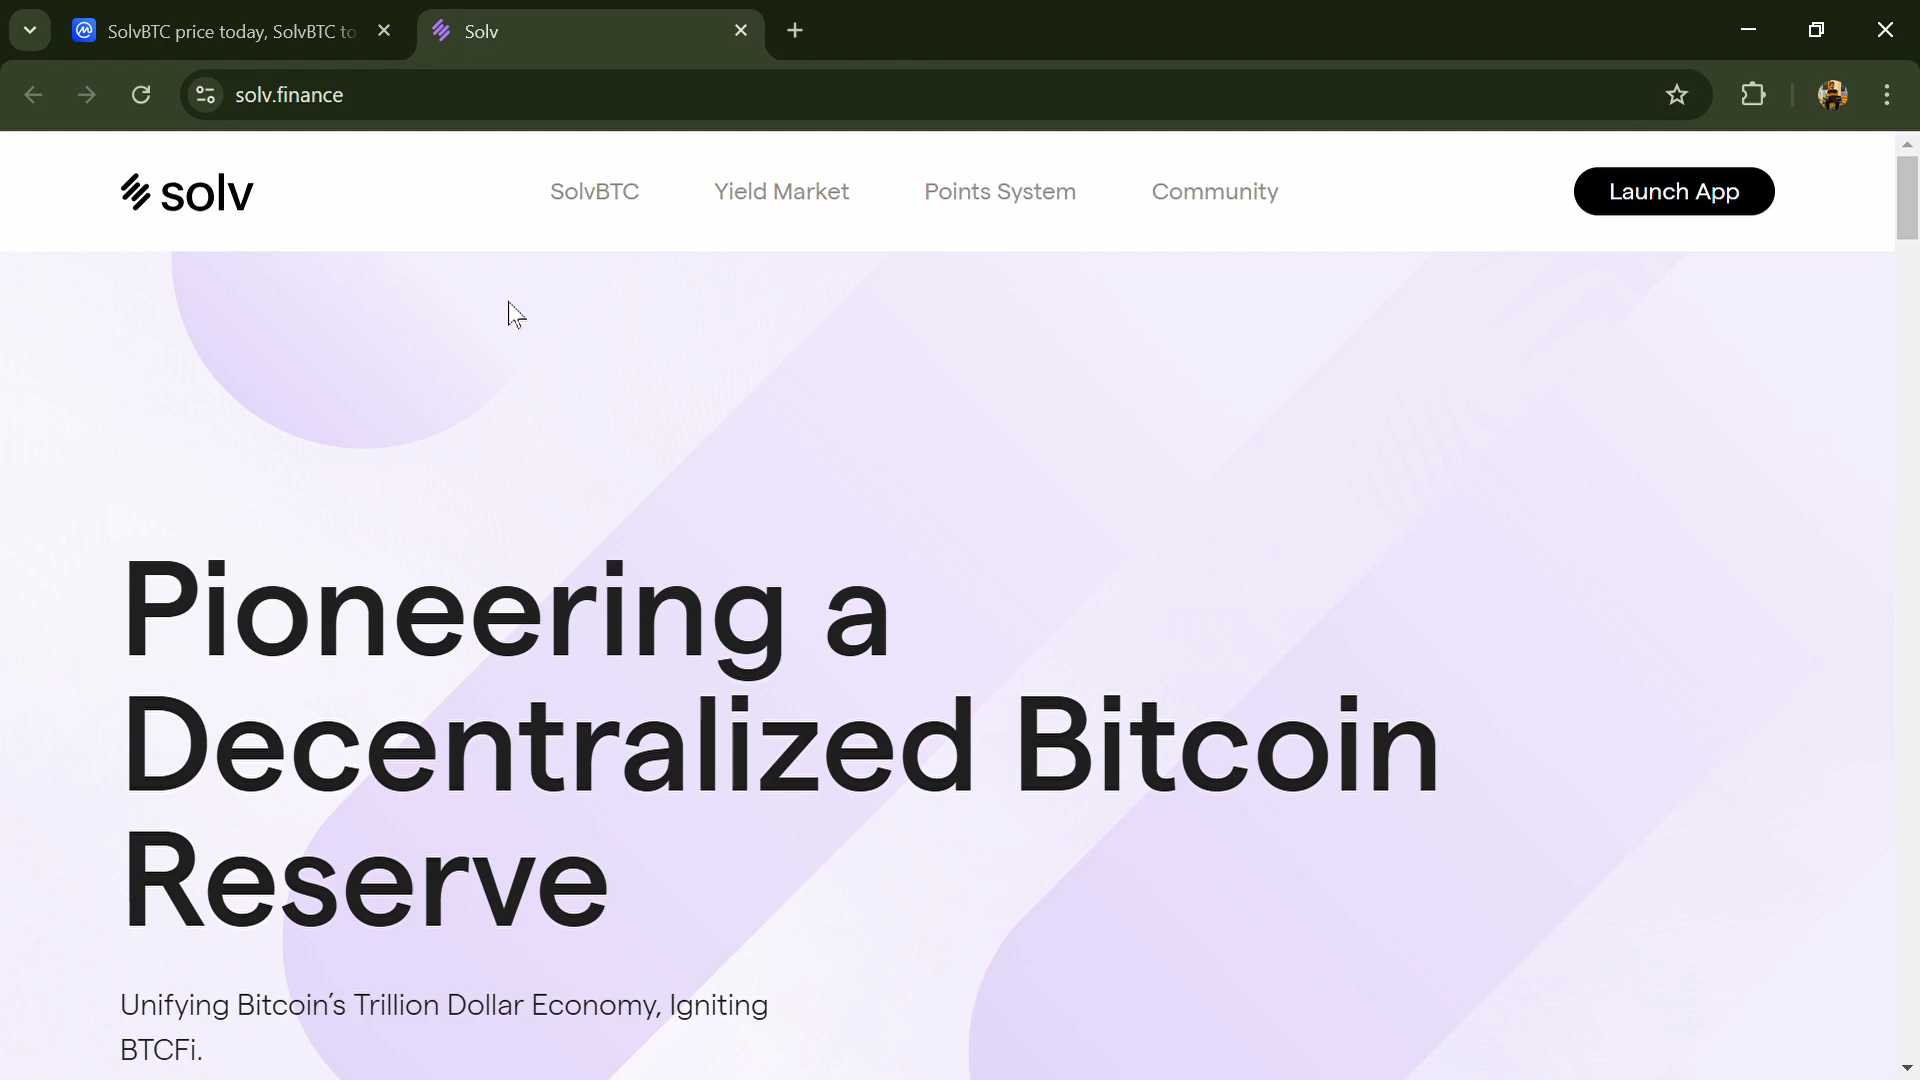 SolvBTC price today, SolvBTC to
Solv
solv.finance
solv
SolvBTC
Yield Market
Points System
Community
Launch App
Pioneering a
Decentralized Bitcoin
Reserve
Unifying Bitcoin’s Trillion Dollar Economy, Igniting
BTCFi.